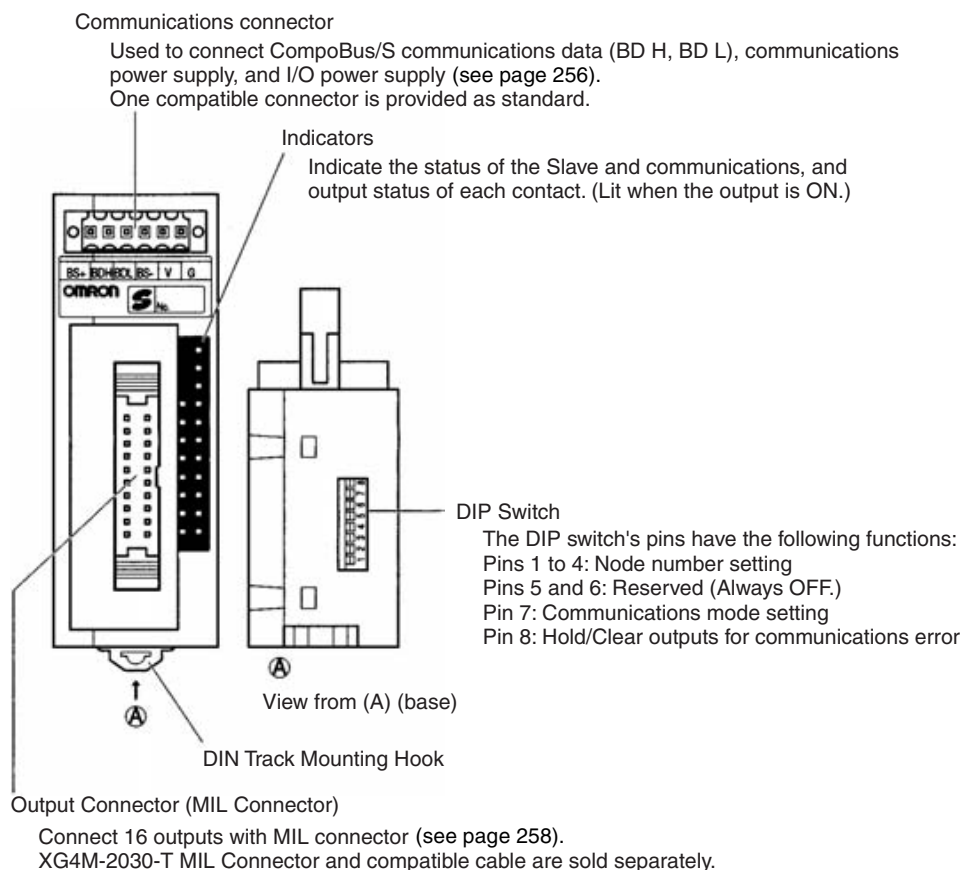 Communications connector
Used to connect CompoBus/S communications data (BD H, BD L), communications
power supply, and I/O power supply (see page 256).
One compatible connector is provided as standard.
Indicators
Indicate the status of the Slave and communications, and
output status of each contact. (Lit when the output is ON.)
BS+ BDH BDL BS- V G
OMRON S No.
DIP Switch
The DIP switch's pins have the following functions:
Pins 1 to 4: Node number setting
Pins 5 and 6: Reserved (Always OFF.)
Pin 7: Communications mode setting
Pin 8: Hold/Clear outputs for communications error
A
View from (A) (base)
A
DIN Track Mounting Hook
Output Connector (MIL Connector)
Connect 16 outputs with MIL connector (see page 258).
XG4M-2030-T MIL Connector and compatible cable are sold separately.